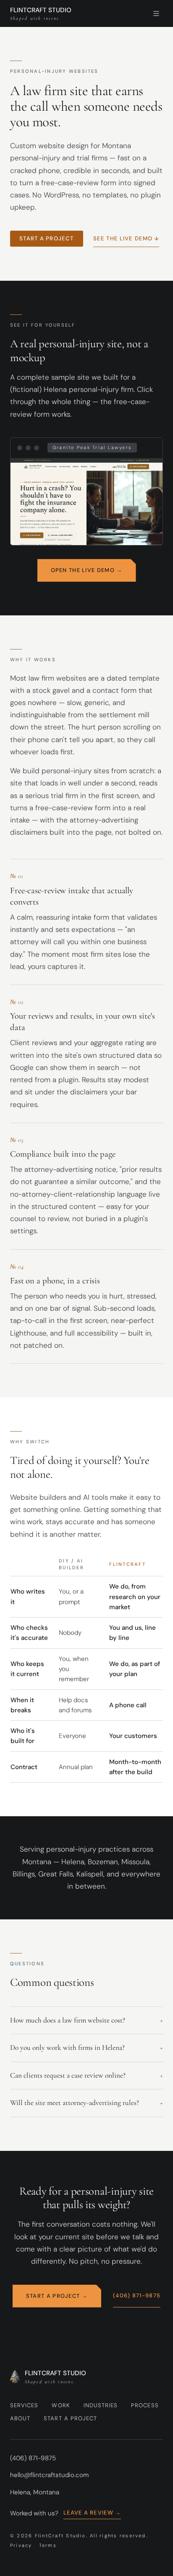 FLINTCRAFT STUDIO
Shaped with intent
PERSONAL-INJURY WEBSITES
A law firm site that earns
the call when someone needs
you most.
Custom website design for Montana
personal-injury and trial firms — fast on a
cracked phone, credible in seconds, and built
to turn a free-case-review form into signed
cases. No WordPress, no templates, no plugin
upkeep.
START A PROJECT
SEE THE LIVE DEMO ↓
SEE IT FOR YOURSELF
A real personal-injury site, not a
mockup
A complete sample site we built for a
(fictional) Helena personal-injury firm. Click
through the whole thing — the free-case-
review form works.
Granite Peak Trial Lawyers
Hurt in a crash? You
shouldn't have to
fight the insurance
company alone.
OPEN THE LIVE DEMO →
WHY IT WORKS
Most law firm websites are a dated template
with a stock gavel and a contact form that
goes nowhere — slow, generic, and
indistinguishable from the settlement mill
down the street. The hurt person scrolling on
their phone can't tell you apart, so they call
whoever loads first.
We build personal-injury sites from scratch: a
site that loads in well under a second, reads
as a serious trial firm in the first screen, and
turns a free-case-review form into a real
intake — with the attorney-advertising
disclaimers built into the page, not bolted on.
№ 01
Free-case-review intake that actually
converts
A calm, reassuring intake form that validates
instantly and sets expectations — "an
attorney will call you within one business
day." The moment most firm sites lose the
lead, yours captures it.
№ 02
Your reviews and results, in your own site's
data
Client reviews and your aggregate rating are
written into the site's own structured data so
Google can show them in search — not
rented from a plugin. Results stay modest
and sit under the disclaimers your bar
requires.
№ 03
Compliance built into the page
The attorney-advertising notice, "prior results
do not guarantee a similar outcome," and the
no-attorney-client-relationship language live
in the structured content — easy for your
counsel to review, not buried in a plugin's
settings.
№ 04
Fast on a phone, in a crisis
The person who needs you is hurt, stressed,
and on one bar of signal. Sub-second loads,
tap-to-call in the first screen, near-perfect
Lighthouse, and full accessibility — built in,
not patched on.
WHY SWITCH
Tired of doing it yourself? You're
not alone.
Website builders and AI tools make it easy to
get something online. Getting something that
wins work, stays accurate and has someone
behind it is another matter.
DIY / AI
BUILDER
FLINTCRAFT
Who writes
it
You, or a
prompt
We do, from
research on your
market
Who checks
it's accurate
Nobody
You and us, line
by line
Who keeps
it current
You, when
you
remember
We do, as part of
your plan
When it
breaks
Help docs
and forums
A phone call
Who it's
built for
Everyone
Your customers
Contract
Annual plan
Month-to-month
after the build
Serving personal-injury practices across
Montana — Helena, Bozeman, Missoula,
Billings, Great Falls, Kalispell, and everywhere
in between.
QUESTIONS
Common questions
How much does a law firm website cost? +
Do you only work with firms in Helena? +
Can clients request a case review online? +
Will the site meet attorney-advertising rules? +
Ready for a personal-injury site
that pulls its weight?
The first conversation costs nothing. We'll
look at your current site before we talk and
come with a clear picture of what we'd do
differently. No pitch, no pressure.
START A PROJECT →
(406) 871-9875
FLINTCRAFT STUDIO
Shaped with intent
SERVICES WORK INDUSTRIES PROCESS
ABOUT START A PROJECT
(406) 871-9875
hello@flintcraftstudio.com
Helena, Montana
Worked with us? LEAVE A REVIEW →
© 2026 FlintCraft Studio. All rights reserved.
Privacy Terms